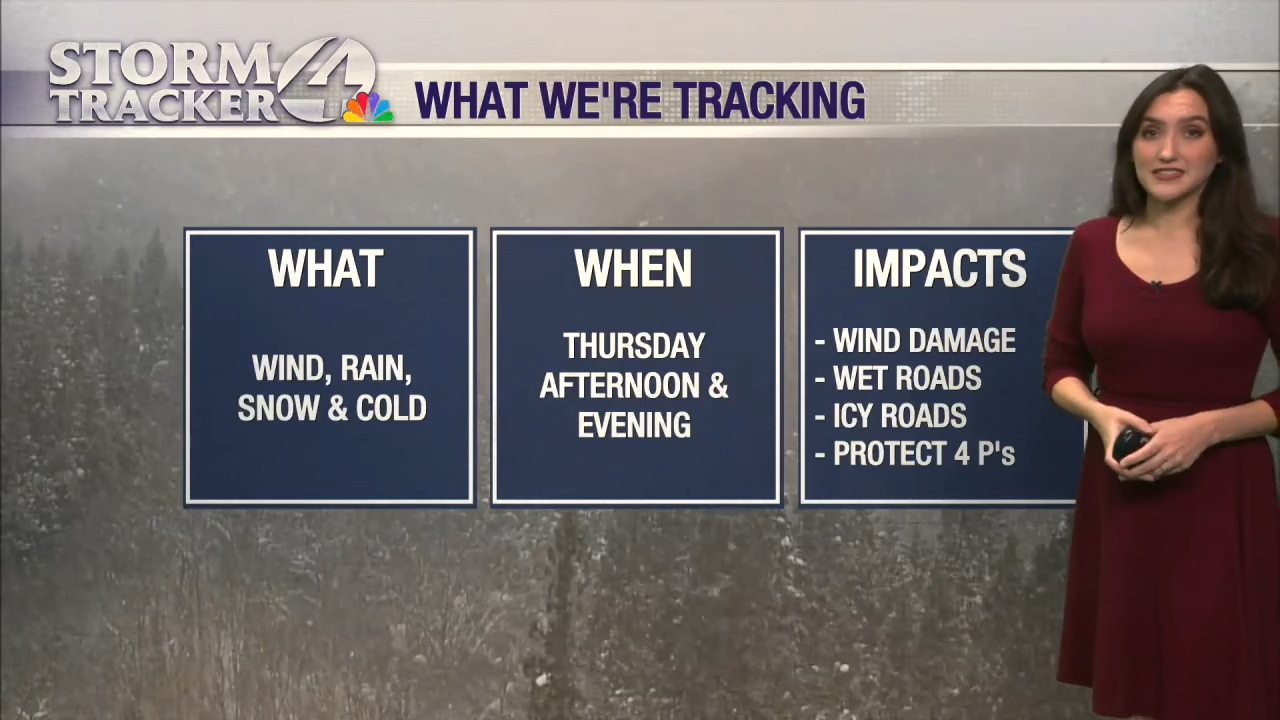 STORM
TRACKER 4
WHAT WE'RE TRACKING
WHAT
WIND, RAIN,
SNOW & COLD
WHEN
THURSDAY
AFTERNOON &
EVENING
IMPACTS
- WIND DAMAGE
- WET ROADS
- ICY ROADS
- PROTECT 4 P's